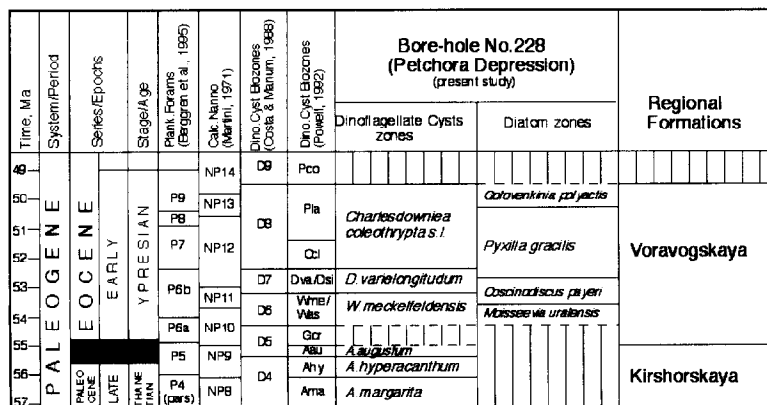 Time, Ma
System/Period
Series/Epochs
Stage/Age
Plank. Forams
(Berggren et al., 1995)
Calc. Nanno
(Martini, 1971)
Dino. Cyst Biozones
(Costa & Manum, 1988)
Dino. Cyst Biozones
(Powell, 1992)
Bore-hole No.228
(Petchora Depression)
(present study)
Dinoflagellate Cysts
zones
Diatom zones
Regional
Formations
49
50
51
52
53
54
55
56
57
PALEOGENE
EOCENE
PALEO
CENE
EARLY
LATE
YPRESIAN
THANE
TIAN
P9
P8
P7
P6b
P6a
P5
P4
(pars)
NP14
NP13
NP12
NP11
NP10
NP9
NP8
D9
D8
D7
D6
D5
D4
Pco
Pla
Ccl
Dva/Dsi
Wme/
Was
Gor
Aau
Ahy
Ama
Charlesdowniea
coleothrypta s.l.
D. varielongitudum
W. meckelfeldensis
A. augustum
A. hyperacanthum
A. margarita
Golovenkinia polyactis
Pyxilla gracilis
Coscinodiscus payeri
Moisseevia uralensis
Voravogskaya
Kirshorskaya